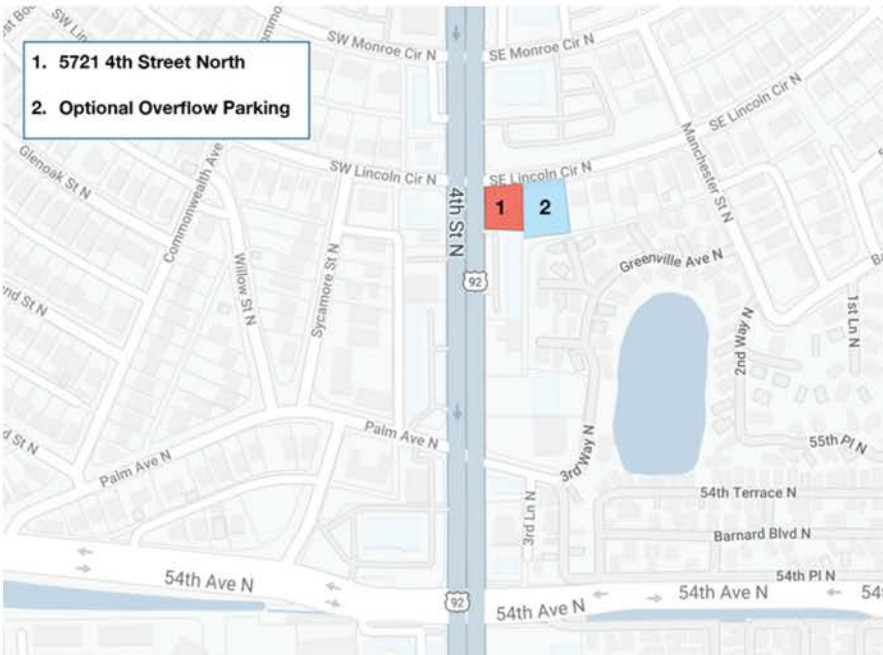 SW Monroe Cir N
SE Monroe Cir N
1. 5721 4th Street North
2. Optional Overflow Parking
SE Lincoln Cir N
Manchester St N
Glenoak St N
Commonwealth Ave
SW Lincoln Cir N
SE Lincoln Cir N
4th St N
1
2
Willow St N
Sycamore St N
92
Greenville Ave N
2nd Way N
1st Ln N
Palm Ave N
Palm Ave N
3rd Way N
55th Pl N
3rd Ln N
54th Terrace N
Barnard Blvd N
54th Pl N
54th Ave N
92
54th Ave N
54th Ave N